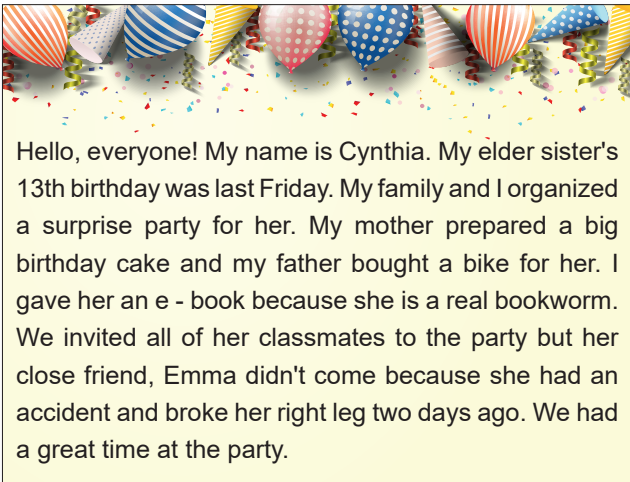 Hello, everyone! My name is Cynthia. My elder sister's
13th birthday was last Friday. My family and I organized
a surprise party for her. My mother prepared a big
birthday cake and my father bought a bike for her. I
gave her an e - book because she is a real bookworm.
We invited all of her classmates to the party but her
close friend, Emma didn't come because she had an
accident and broke her right leg two days ago. We had
a great time at the party.